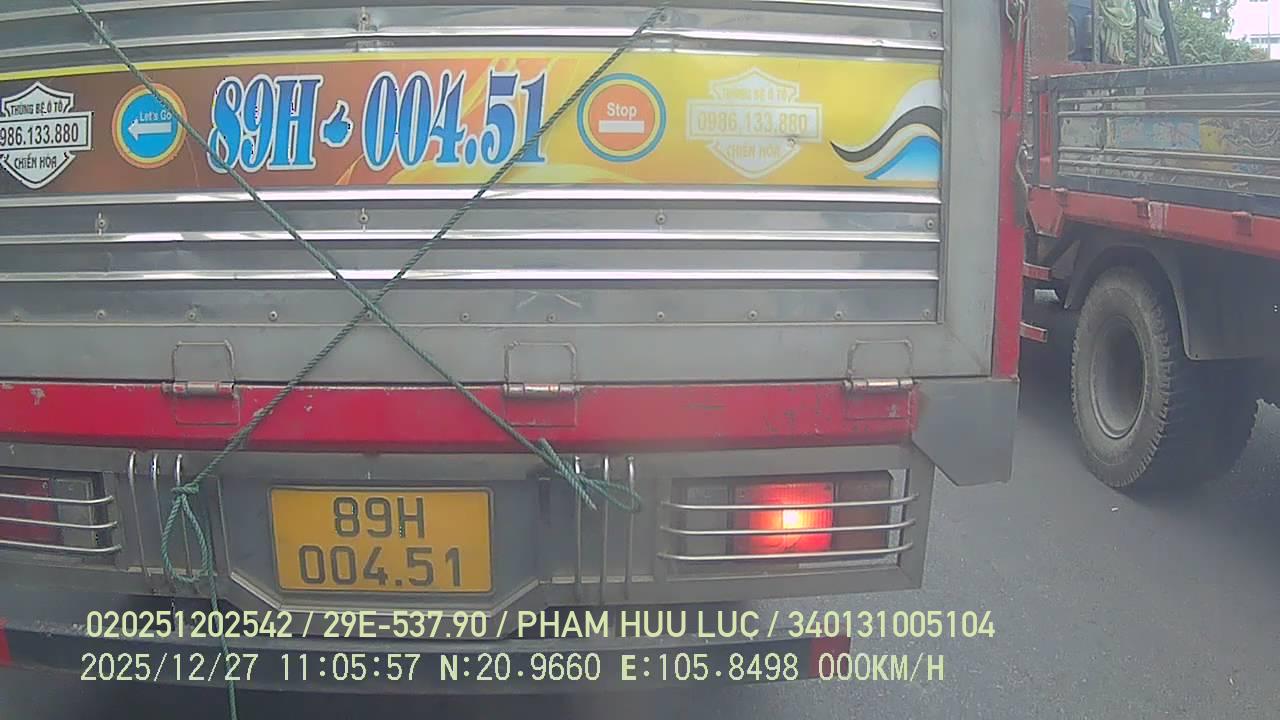 THÙNG BỆ Ô TÔ
0986.133.880
CHIẾN HÒA
Let's Go
89H 004.51
Stop
THÙNG BỆ Ô TÔ
0986.133.880
CHIẾN HÒA
89H
004.51
020251202542 / 29E-537.90 / PHAM HUU LUC / 340131005104
2025/12/27 11:05:57 N:20.9660 E:105.8498 000KM/H